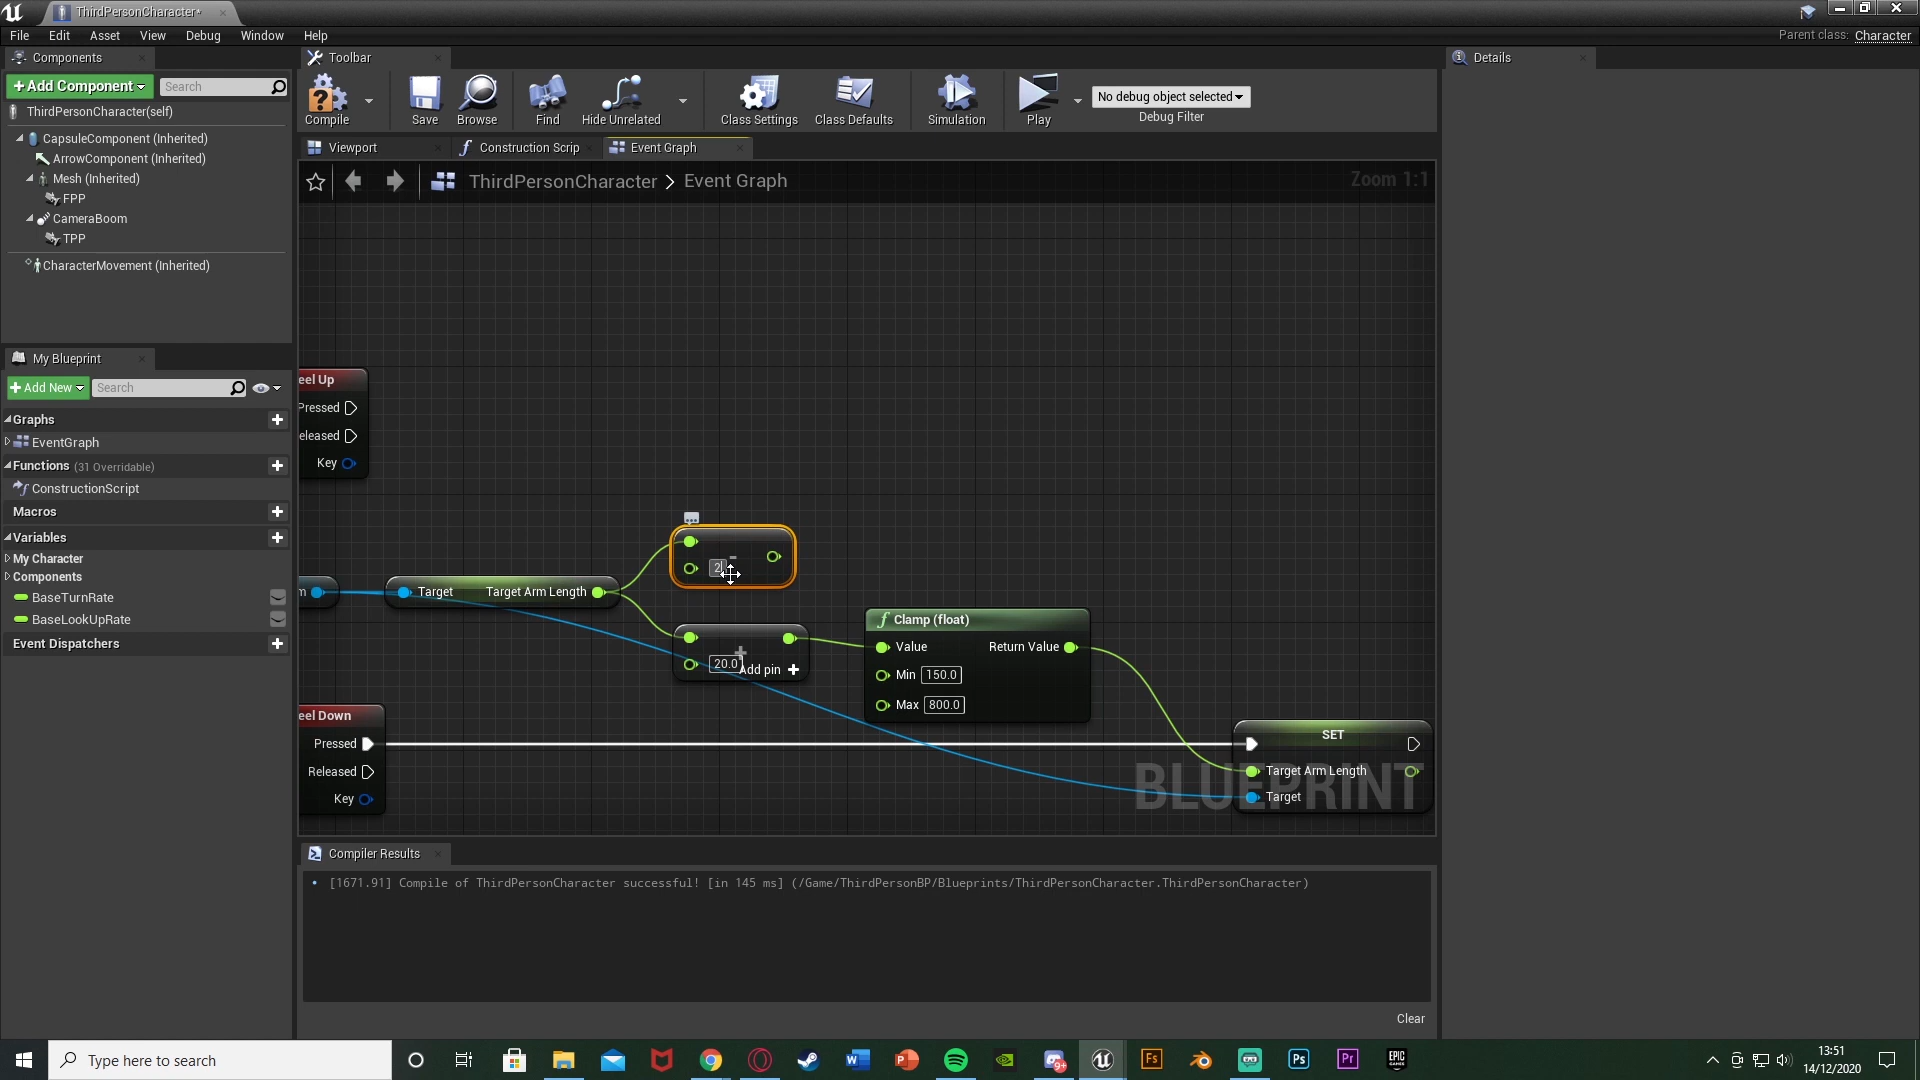 ThirdPersonCharacter*
File Edit Asset View Debug Window Help
Parent class: Character
Components
Toolbar
Details
+Add Component
Search
Compile
Save
Browse
Find
Hide Unrelated
Class Settings
Class Defaults
Simulation
Play
No debug object selected
Debug Filter
ThirdPersonCharacter(self)
CapsuleComponent (Inherited)
ArrowComponent (Inherited)
Mesh (Inherited)
FPP
CameraBoom
TPP
CharacterMovement (Inherited)
Viewport
Construction Scrip
Event Graph
ThirdPersonCharacter > Event Graph
Zoom 1:1
My Blueprint
+Add New
Search
Graphs
EventGraph
Functions (31 Overridable)
ConstructionScript
Macros
Variables
My Character
Components
BaseTurnRate
BaseLookUpRate
Event Dispatchers
eel Up
Pressed
eleased
Key
m
Target
Target Arm Length
-
2
+
20.0
Add pin +
Clamp (float)
Value
Return Value
Min 150.0
Max 800.0
eel Down
Pressed
Released
Key
SET
Target Arm Length
Target
BLUEPRINT
Compiler Results
• [1671.91] Compile of ThirdPersonCharacter successful! [in 145 ms] (/Game/ThirdPersonBP/Blueprints/ThirdPersonCharacter.ThirdPersonCharacter)
Clear
Type here to search
13:51
14/12/2020